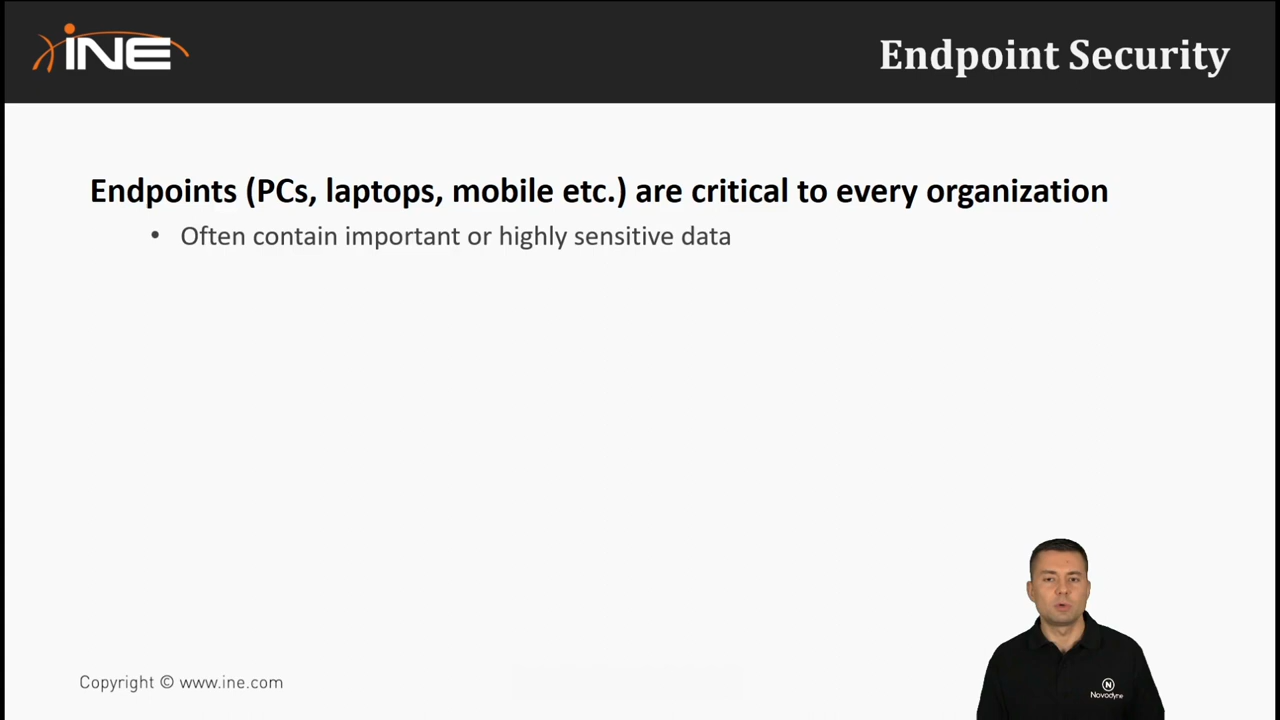 INE
Endpoint Security
Endpoints (PCs, laptops, mobile etc.) are critical to every organization
• Often contain important or highly sensitive data
Copyright © www.ine.com
N
Novodyne